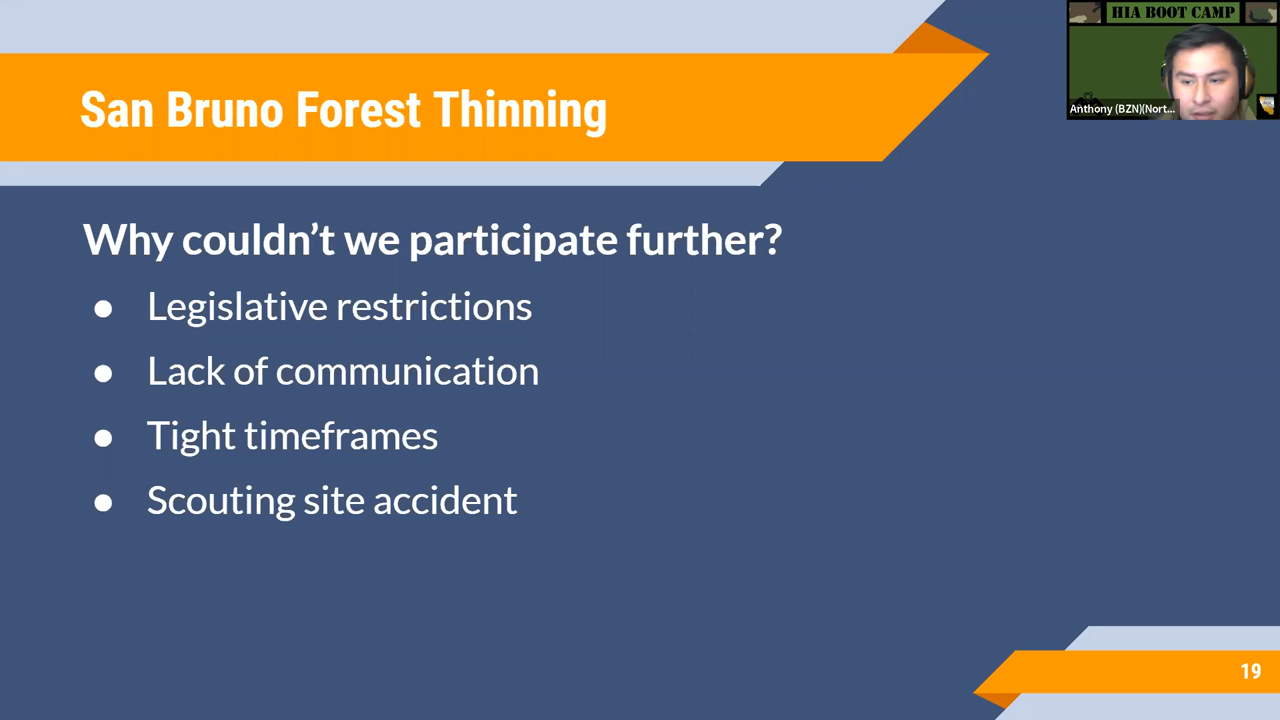 HIA BOOT CAMP
Anthony (BZN)(Nort...
San Bruno Forest Thinning
Why couldn’t we participate further?
● Legislative restrictions
● Lack of communication
● Tight timeframes
● Scouting site accident
19